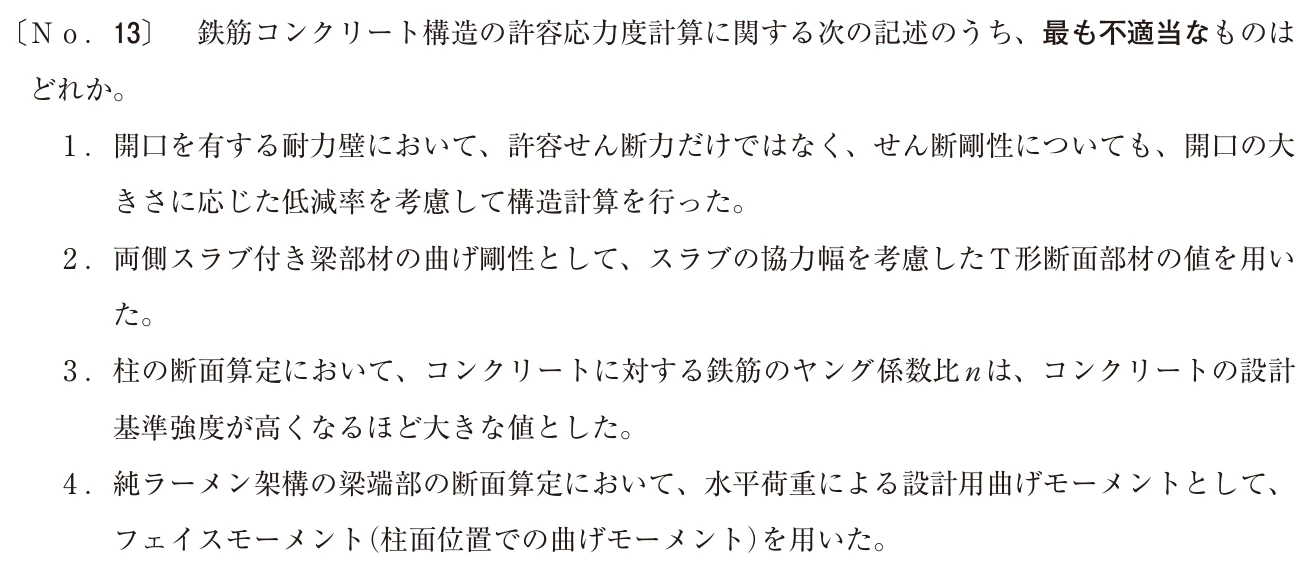 〔Ｎｏ．13〕　鉄筋コンクリート構造の許容応力度計算に関する次の記述のうち、最も不適当なものは
どれか。
１．開口を有する耐力壁において、許容せん断力だけではなく、せん断剛性についても、開口の大
きさに応じた低減率を考慮して構造計算を行った。
２．両側スラブ付き梁部材の曲げ剛性として、スラブの協力幅を考慮したＴ形断面部材の値を用い
た。
３．柱の断面算定において、コンクリートに対する鉄筋のヤング係数比nは、コンクリートの設計
基準強度が高くなるほど大きな値とした。
４．純ラーメン架構の梁端部の断面算定において、水平荷重による設計用曲げモーメントとして、
フェイスモーメント(柱面位置での曲げモーメント)を用いた。